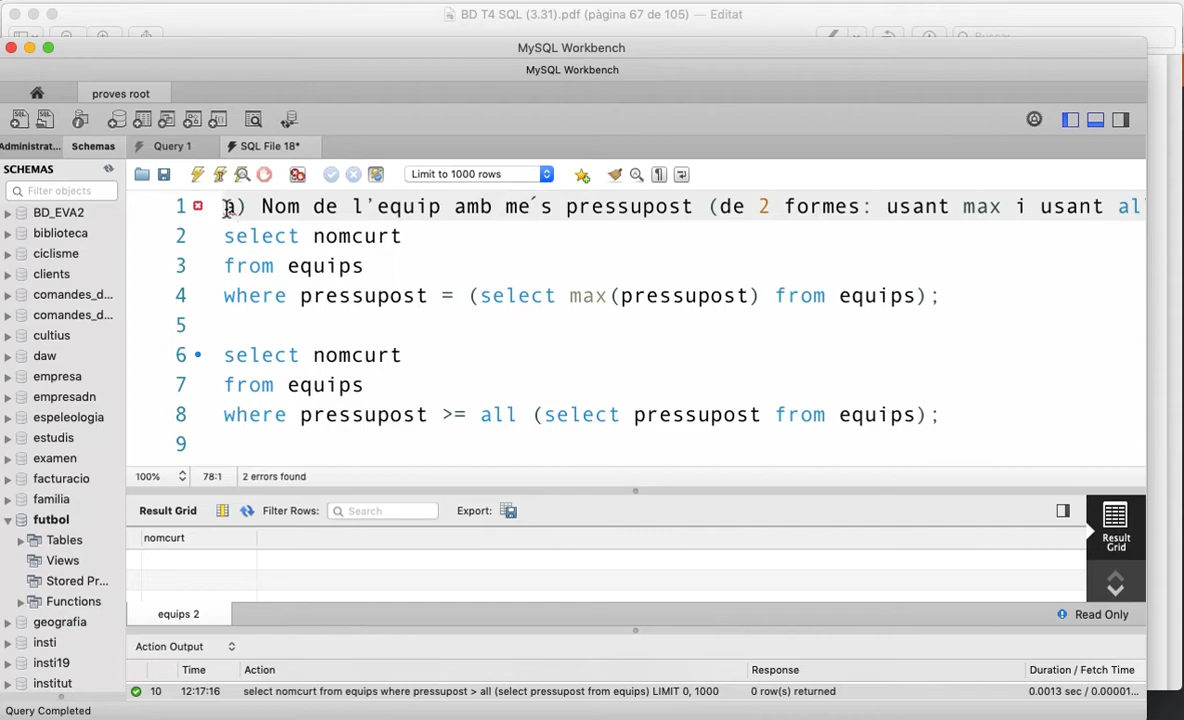 BD T4 SQL (3.31).pdf (pàgina 67 de 105) — Editat
MySQL Workbench
MySQL Workbench
proves root
Administrat... Schemas Query 1 SQL File 18*
SCHEMAS
Filter objects
BD_EVA2
biblioteca
ciclisme
clients
comandes_d...
comandes_d...
cultius
daw
empresa
empresadn
espeleologia
estudis
examen
facturacio
familia
futbol
Tables
Views
Stored Pr...
Functions
geografia
insti
insti19
institut
Limit to 1000 rows
1 a) Nom de l'equip amb me´s pressupost (de 2 formes: usant max i usant al
2 select nomcurt
3 from equips
4 where pressupost = (select max(pressupost) from equips);
5
6 select nomcurt
7 from equips
8 where pressupost >= all (select pressupost from equips);
9
100% 78:1 2 errors found
Result Grid Filter Rows: Search Export:
nomcurt
Result Grid
equips 2 Read Only
Action Output
Time Action Response Duration / Fetch Time
10 12:17:16 select nomcurt from equips where pressupost > all (select pressupost from equips) LIMIT 0, 1000 0 row(s) returned 0.0013 sec / 0.00001...
Query Completed